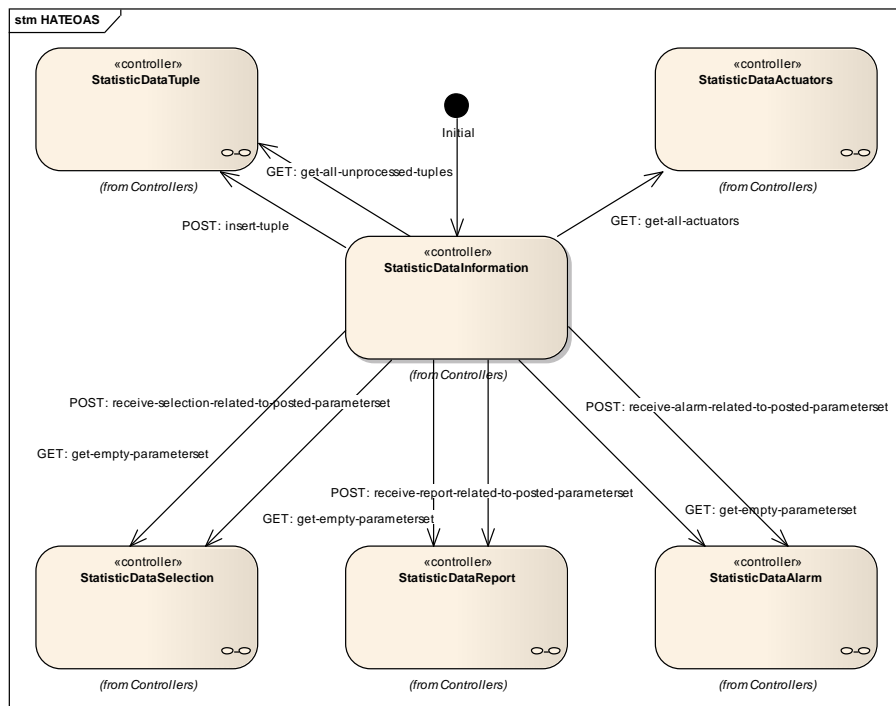 stm HATEOAS
«controller»
StatisticDataTuple
(from Controllers)
«controller»
StatisticDataActuators
(from Controllers)
Initial
GET: get-all-unprocessed-tuples
POST: insert-tuple
GET: get-all-actuators
«controller»
StatisticDataInformation
(from Controllers)
POST: receive-selection-related-to-posted-parameterset
POST: receive-alarm-related-to-posted-parameterset
GET: get-empty-parameterset
POST: receive-report-related-to-posted-parameterset
GET: get-empty-parameterset
GET: get-empty-parameterset
«controller»
StatisticDataSelection
(from Controllers)
«controller»
StatisticDataReport
(from Controllers)
«controller»
StatisticDataAlarm
(from Controllers)